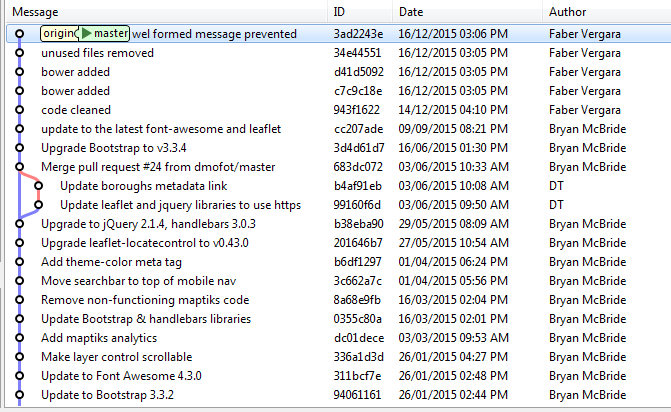 Message ID Date Author
origin master wel formed message prevented 3ad2243e 16/12/2015 03:06 PM Faber Vergara
unused files removed 34e44551 16/12/2015 03:05 PM Faber Vergara
bower added d41d5092 16/12/2015 03:05 PM Faber Vergara
bower added c7c9c18e 16/12/2015 03:05 PM Faber Vergara
code cleaned 943f1622 14/12/2015 04:10 PM Faber Vergara
update to the latest font-awesome and leaflet cc207ade 09/09/2015 08:21 PM Bryan McBride
Upgrade Bootstrap to v3.3.4 3d4d61d7 16/06/2015 01:30 PM Bryan McBride
Merge pull request #24 from dmofot/master 683dc072 03/06/2015 10:33 AM Bryan McBride
Update boroughs metadata link b4af91eb 03/06/2015 10:08 AM DT
Update leaflet and jquery libraries to use https 99160f6d 03/06/2015 09:50 AM DT
Upgrade to jQuery 2.1.4, handlebars 3.0.3 b38eba90 29/05/2015 08:09 AM Bryan McBride
Upgrade leaflet-locatecontrol to v0.43.0 201646b7 27/05/2015 10:54 AM Bryan McBride
Add theme-color meta tag b6df1297 01/04/2015 06:24 PM Bryan McBride
Move searchbar to top of mobile nav 3c662a7c 01/04/2015 05:56 PM Bryan McBride
Remove non-functioning maptiks code 8a68e9fb 16/03/2015 02:04 PM Bryan McBride
Update Bootstrap & handlebars libraries 0355c80a 16/03/2015 02:01 PM Bryan McBride
Add maptiks analytics dc01dece 03/03/2015 09:53 AM Bryan McBride
Make layer control scrollable 336a1d3d 26/01/2015 04:27 PM Bryan McBride
Update to Font Awesome 4.3.0 311bcf7e 26/01/2015 02:48 PM Bryan McBride
Update to Bootstrap 3.3.2 94061161 26/01/2015 02:44 PM Bryan McBride